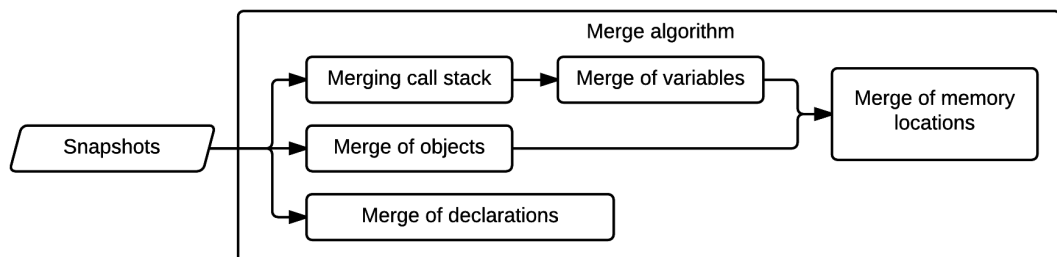 Merge algorithm
Merging call stack
Merge of variables
Merge of memory
locations
Snapshots
Merge of objects
Merge of declarations